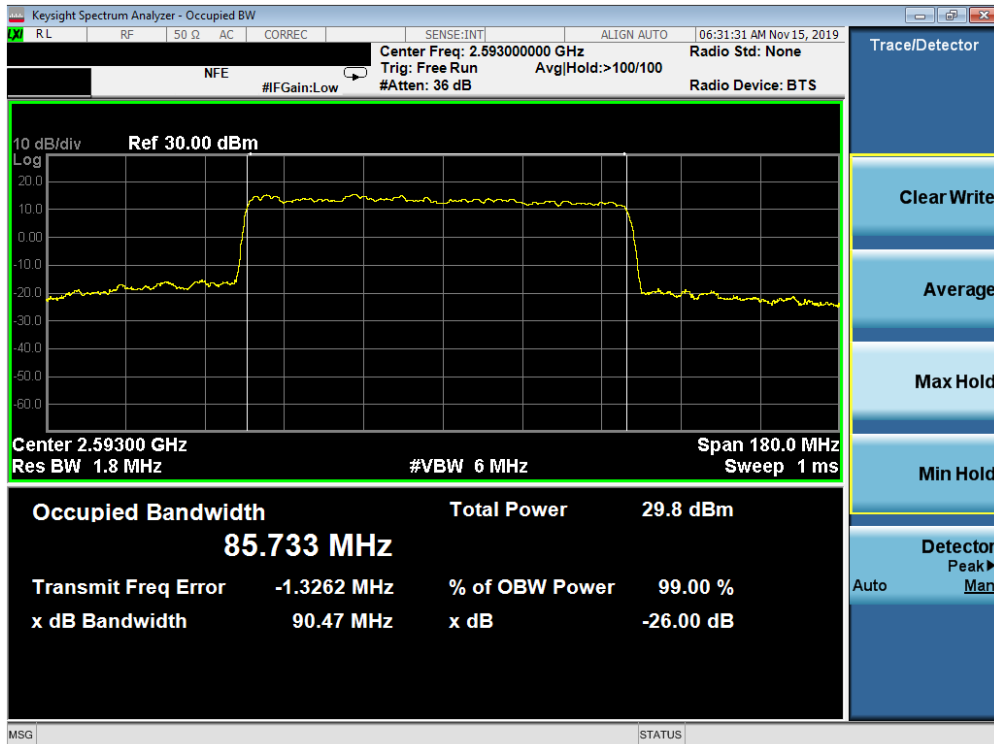 Keysight Spectrum Analyzer - Occupied BW
LXI RL RF 50 Ω AC CORREC SENSE:INT ALIGN AUTO 06:31:31 AM Nov 15, 2019
Center Freq: 2.593000000 GHz Radio Std: None
NFE Trig: Free Run Avg|Hold:>100/100
#IFGain:Low #Atten: 36 dB Radio Device: BTS
Trace/Detector
10 dB/div Ref 30.00 dBm
Log
20.0
10.0
0.00
-10.0
-20.0
-30.0
-40.0
-50.0
-60.0
Center 2.59300 GHz Span 180.0 MHz
Res BW 1.8 MHz #VBW 6 MHz Sweep 1 ms
Occupied Bandwidth Total Power 29.8 dBm
85.733 MHz
Transmit Freq Error -1.3262 MHz % of OBW Power 99.00 %
x dB Bandwidth 90.47 MHz x dB -26.00 dB
Clear Write
Average
Max Hold
Min Hold
Detector
Peak▶
Auto Man
MSG STATUS